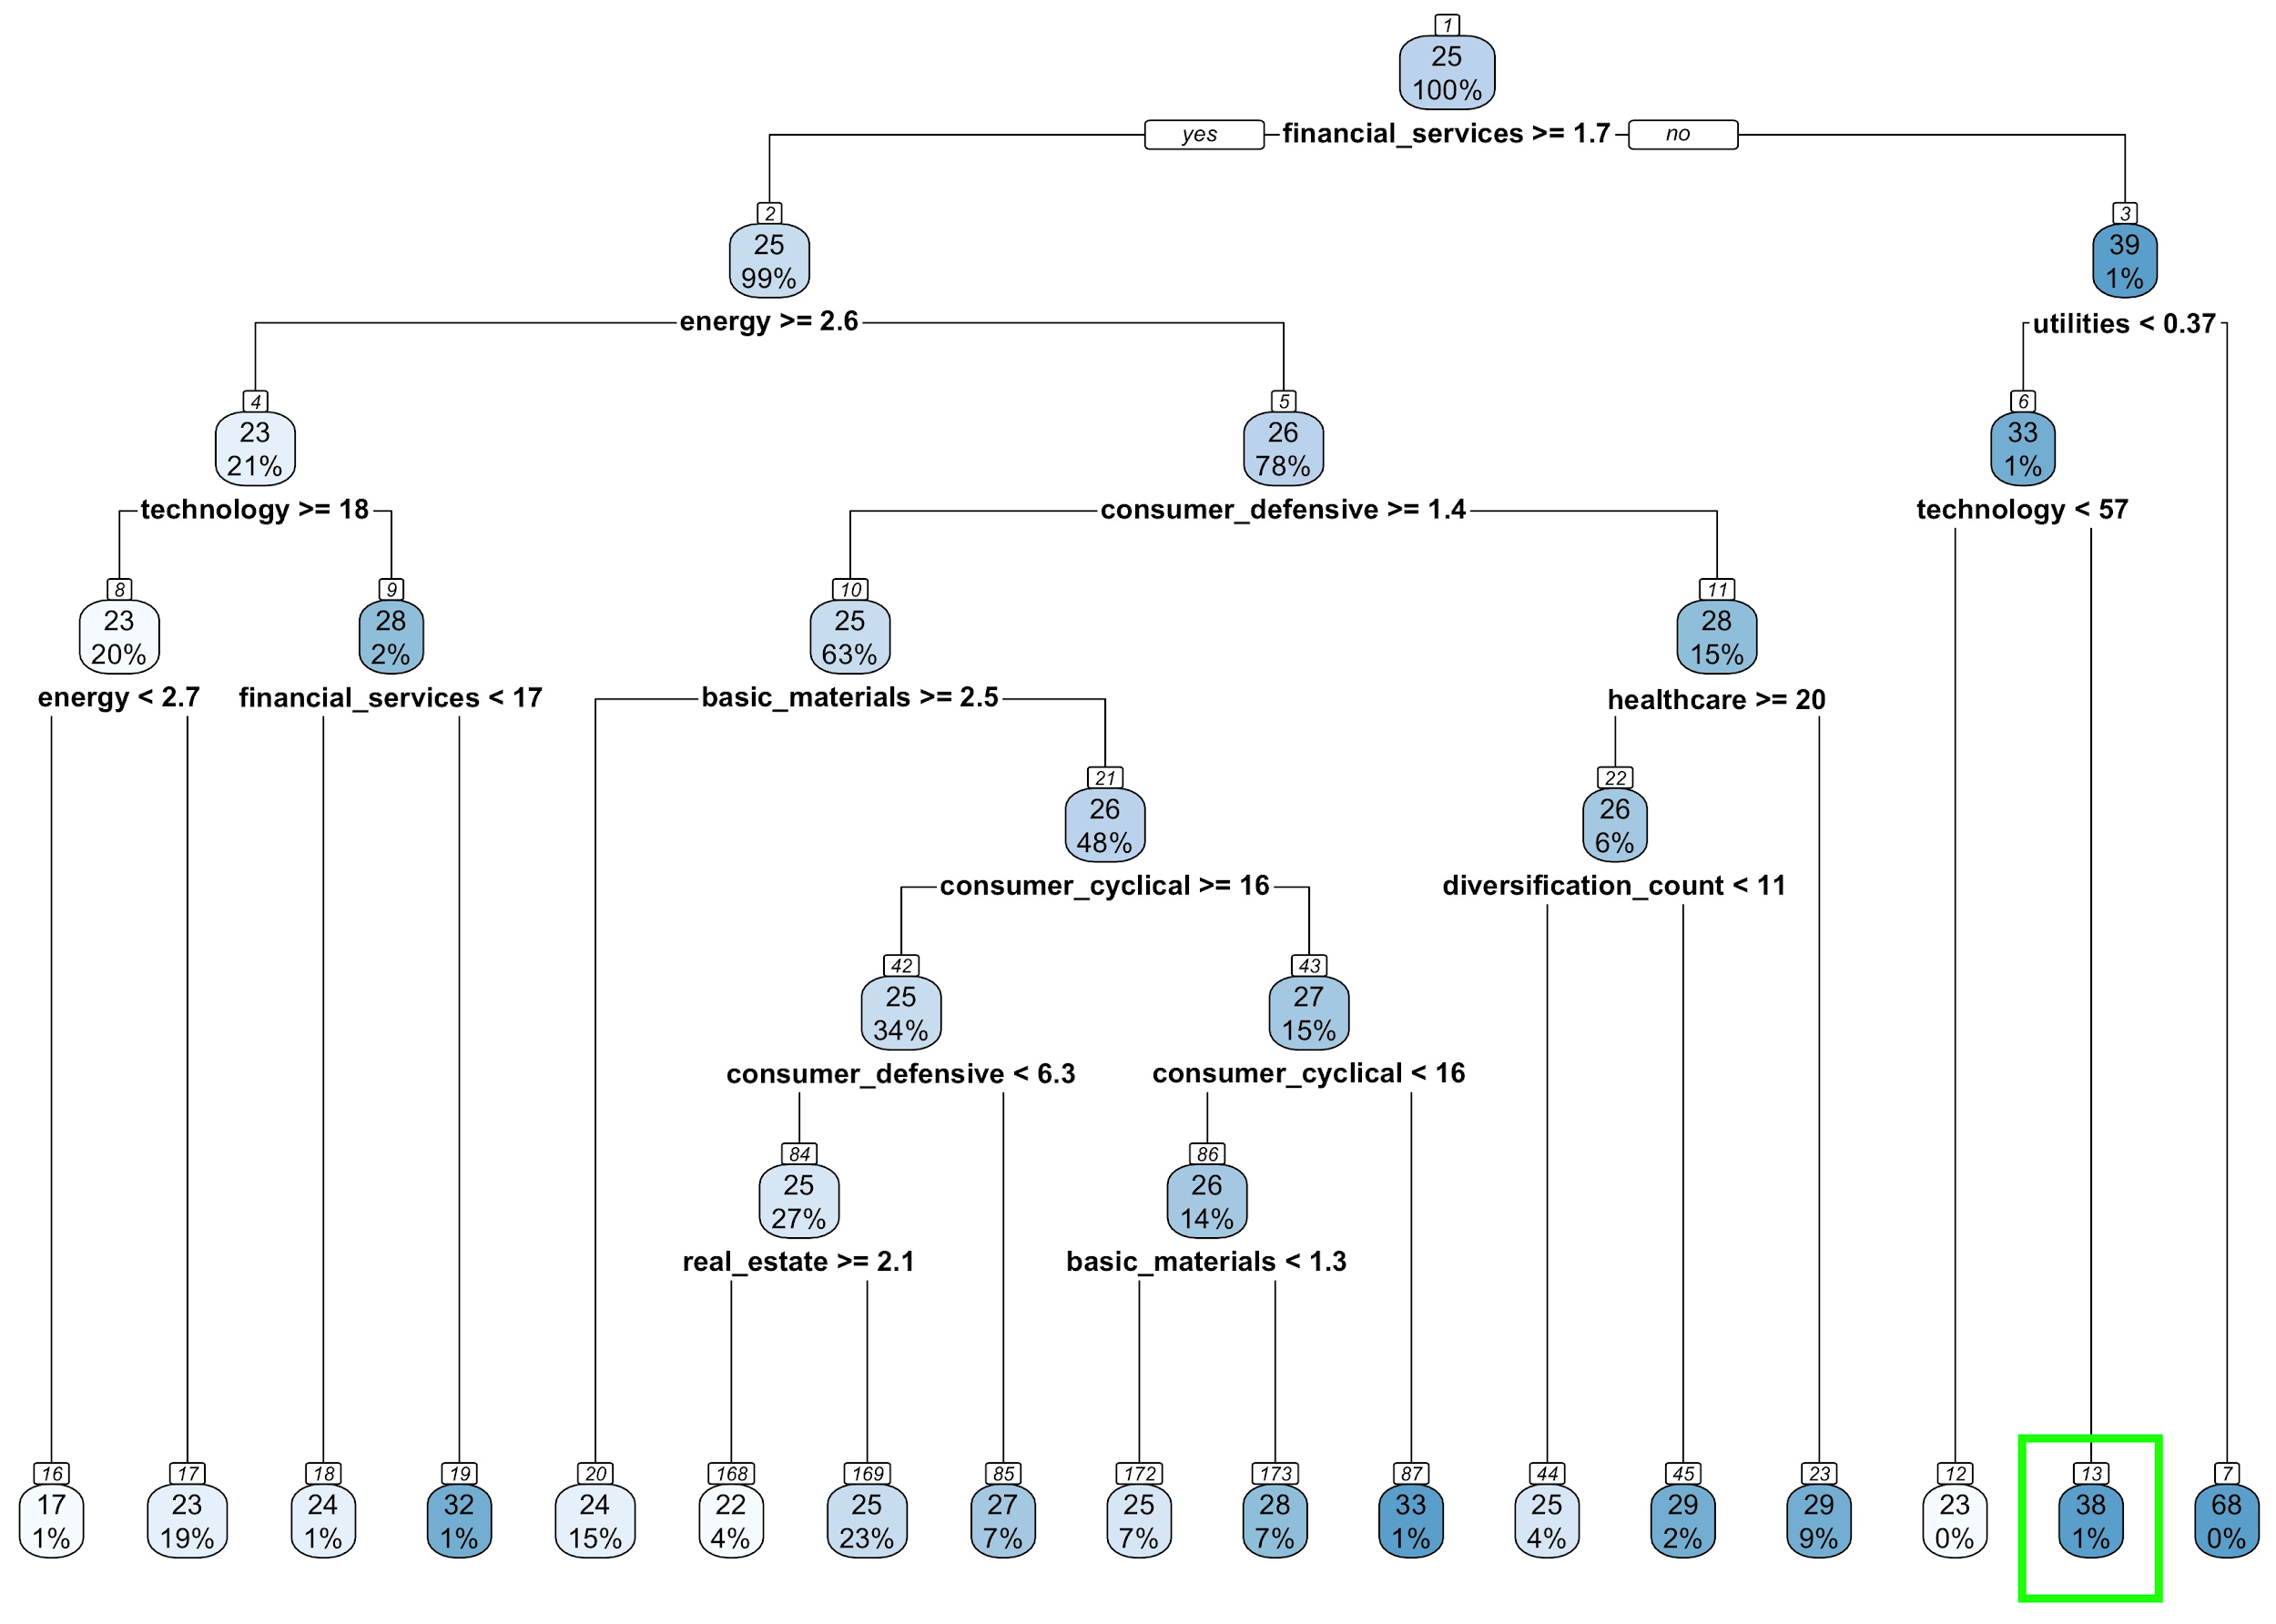 1
25
100%
yes financial_services >= 1.7 no
2 3
25 39
99% 1%
energy >= 2.6 utilities < 0.37
4 5 6
23 26 33
21% 78% 1%
technology >= 18 consumer_defensive >= 1.4 technology < 57
8 9 10 11
23 28 25 28
20% 2% 63% 15%
energy < 2.7 financial_services < 17 basic_materials >= 2.5 healthcare >= 20
21 22
26 26
48% 6%
consumer_cyclical >= 16 diversification_count < 11
42 43
25 27
34% 15%
consumer_defensive < 6.3 consumer_cyclical < 16
84 86
25 26
27% 14%
real_estate >= 2.1 basic_materials < 1.3
16 17 18 19 20 168 169 85 172 173 87 44 45 23 12 13 7
17 23 24 32 24 22 25 27 25 28 33 25 29 29 23 38 68
1% 19% 1% 1% 15% 4% 23% 7% 7% 7% 1% 4% 2% 9% 0% 1% 0%